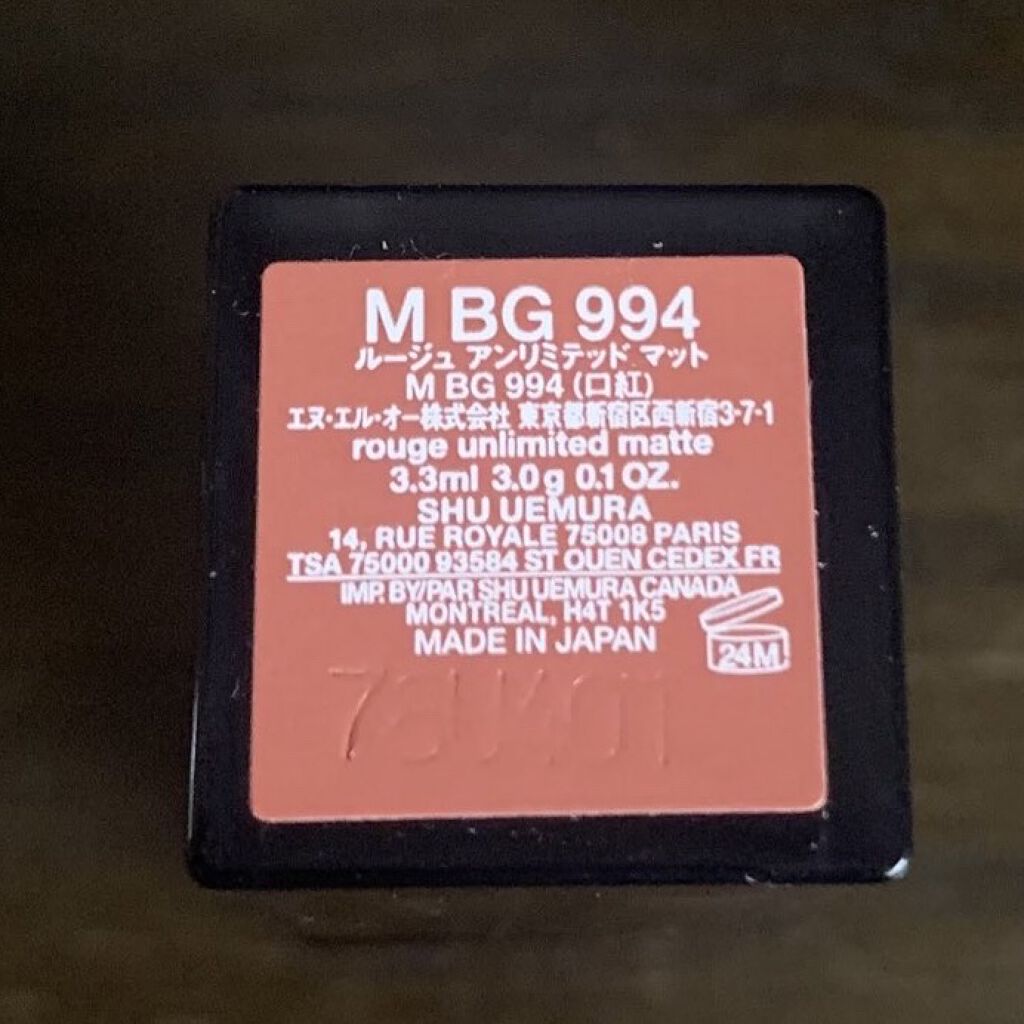 M BG 994
ルージュ アンリミテッド マット
M BG 994 (口紅)
エヌ・エル・オー株式会社 東京都新宿区西新宿3-7-1
rouge unlimited matte
3.3ml 3.0g 0.1 OZ.
SHU UEMURA
14, RUE ROYALE 75008 PARIS
TSA 75000 93584 ST OUEN CEDEX FR
IMP. BY/PAR SHU UEMURA CANADA
MONTREAL, H4T 1K5
MADE IN JAPAN
24M